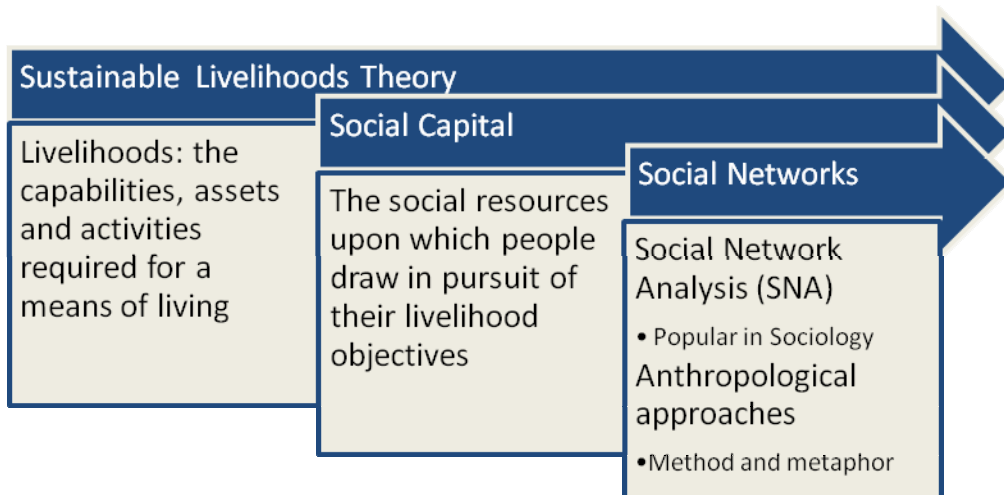 Sustainable Livelihoods Theory
Livelihoods: the
capabilities, assets
and activities
required for a
means of living
Social Capital
The social resources
upon which people
draw in pursuit of
their livelihood
objectives
Social Networks
Social Network
Analysis (SNA)
• Popular in Sociology
Anthropological
approaches
•Method and metaphor